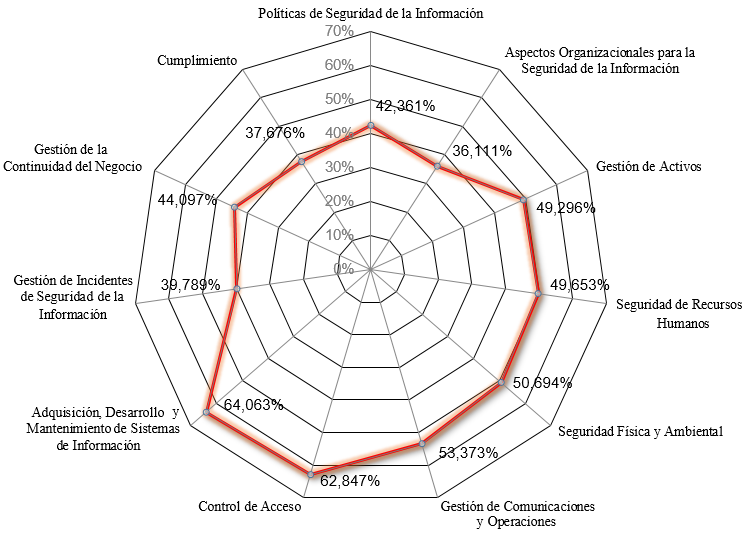 Políticas de Seguridad de la Información
70%
Cumplimiento
Aspectos Organizacionales para la
Seguridad de la Información
60%
50%
42,361%
40%
37,676%
36,111%
Gestión de la
Continuidad del Negocio
30%
Gestión de Activos
44,097%
20%
49,296%
10%
0%
Gestión de Incidentes
de Seguridad de la
Información
39,789%
49,653%
Seguridad de Recursos
Humanos
50,694%
Adquisición, Desarrollo y
Mantenimiento de Sistemas
de Información
64,063%
Seguridad Física y Ambiental
53,373%
62,847%
Control de Acceso
Gestión de Comunicaciones
y Operaciones